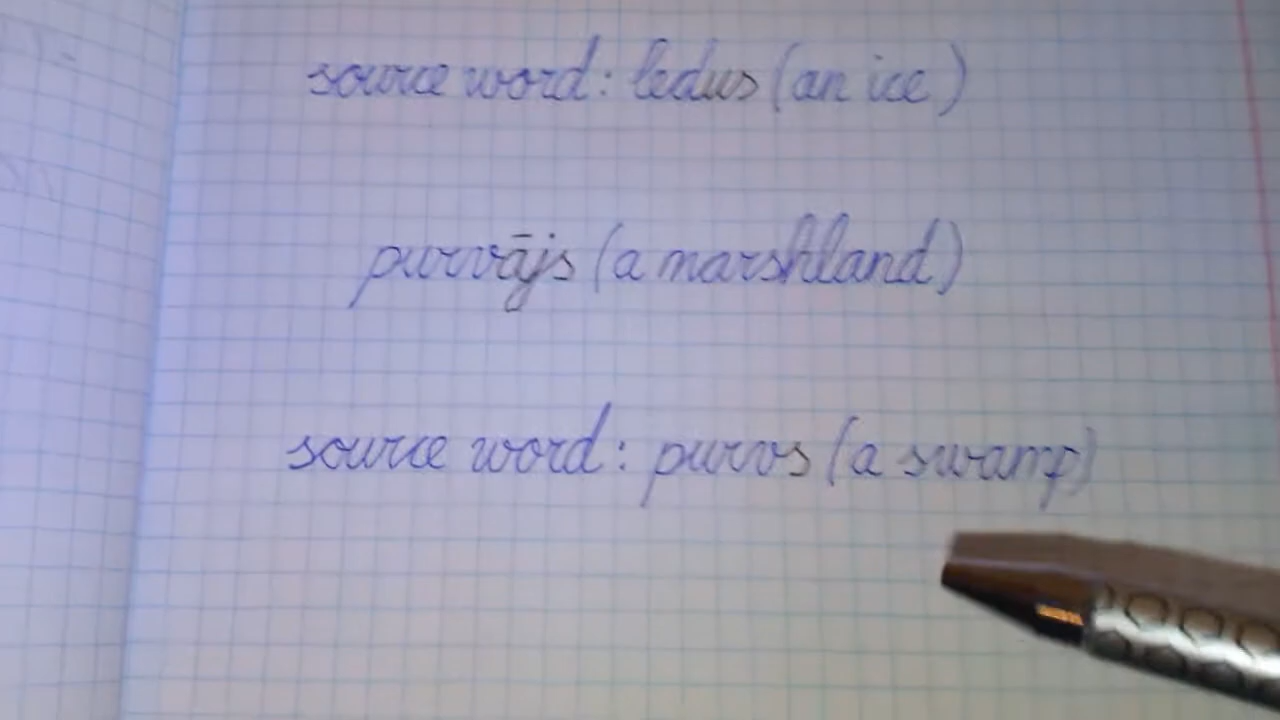 source word: ledus (an ice)
purvājs (a marshland)
source word: purvs (a swamp)